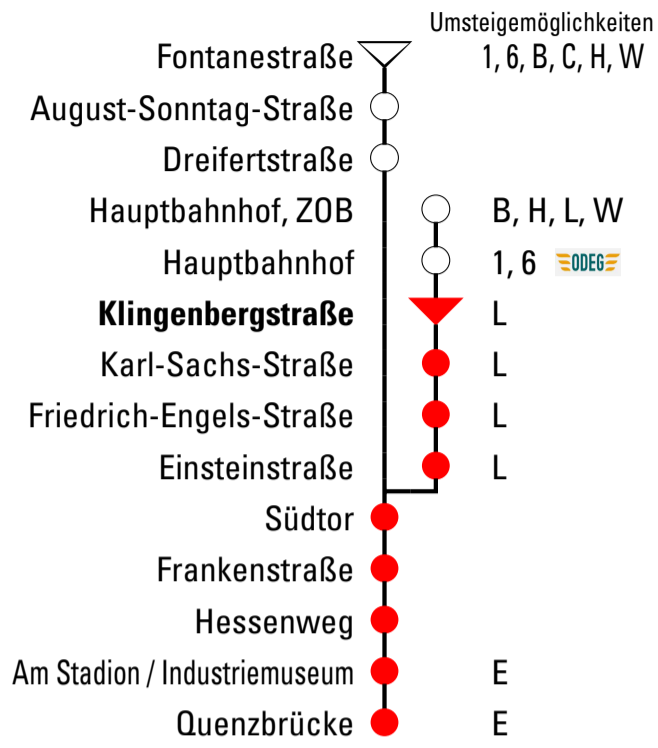 Umsteigemöglichkeiten
Fontanestraße 1, 6, B, C, H, W
August-Sonntag-Straße
Dreifertstraße
Hauptbahnhof, ZOB B, H, L, W
Hauptbahnhof 1, 6 ODEG
Klingenbergstraße L
Karl-Sachs-Straße L
Friedrich-Engels-Straße L
Einsteinstraße L
Südtor
Frankenstraße
Hessenweg
Am Stadion / Industriemuseum E
Quenzbrücke E